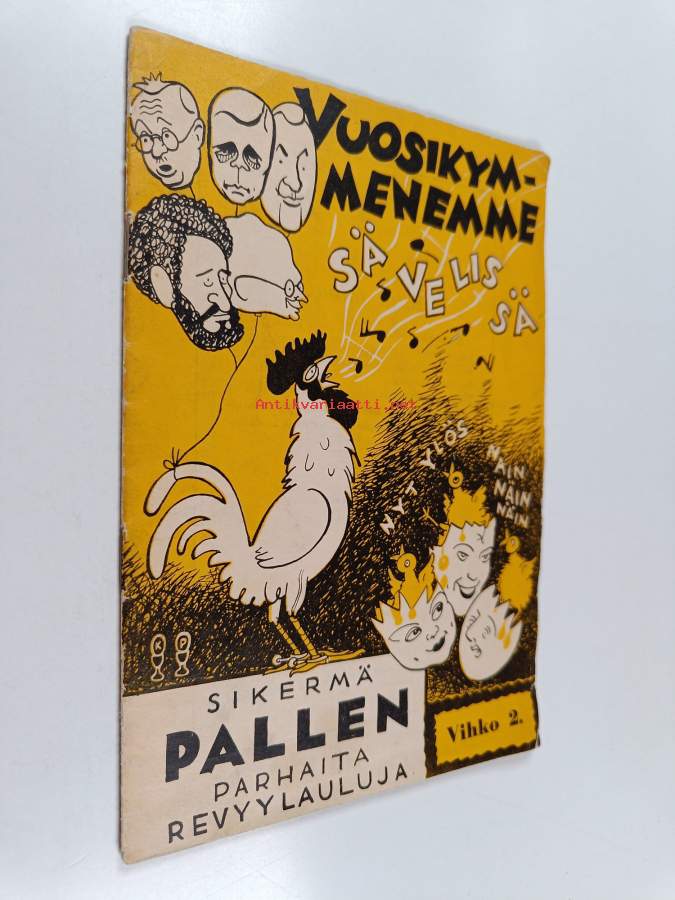 VUOSIKYM-
MENEMME
SÄVELISSÄ
Antikvariaatti.net
NYT YLÖS
NÄIN
NÄIN
NÄIN
K P
SIKERMÄ
PALLEN
PARHAITA
REVYYLAULUJA
Vihko 2.